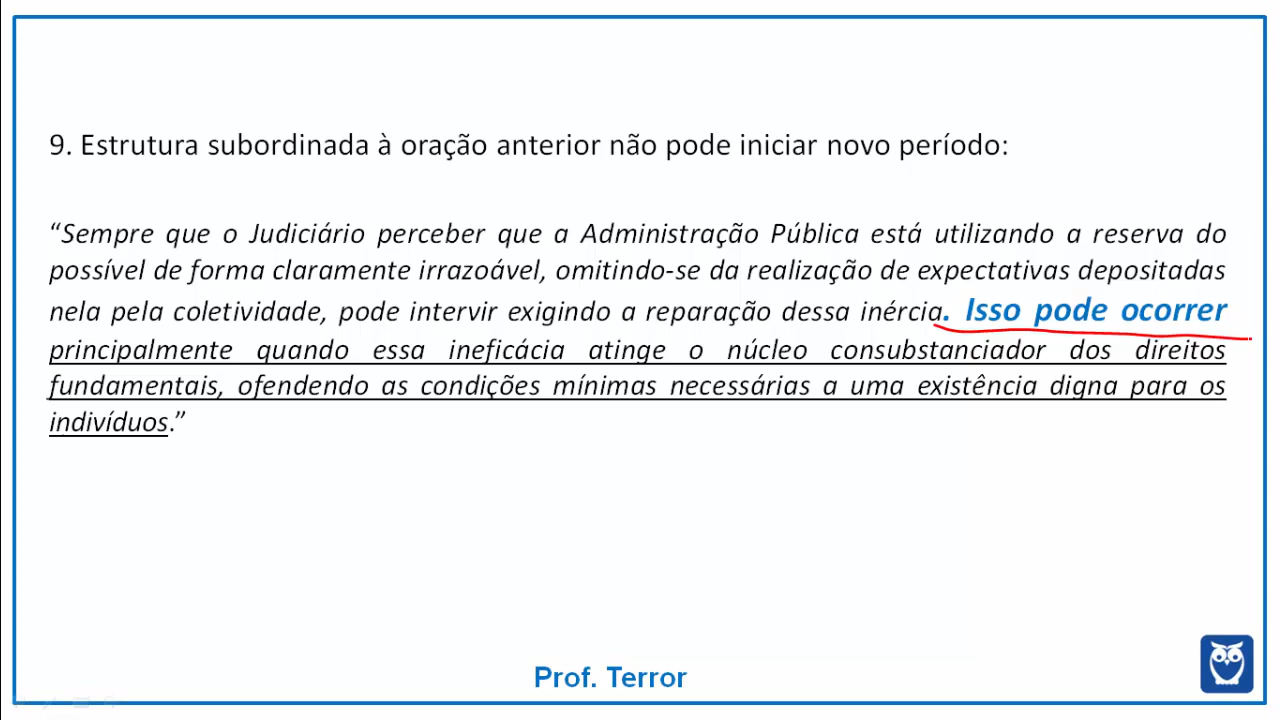 9. Estrutura subordinada à oração anterior não pode iniciar novo período:
“Sempre que o Judiciário perceber que a Administração Pública está utilizando a reserva do
possível de forma claramente irrazoável, omitindo-se da realização de expectativas depositadas
nela pela coletividade, pode intervir exigindo a reparação dessa inércia. Isso pode ocorrer
principalmente quando essa ineficácia atinge o núcleo consubstanciador dos direitos
fundamentais, ofendendo as condições mínimas necessárias a uma existência digna para os
indivíduos.”
Prof. Terror